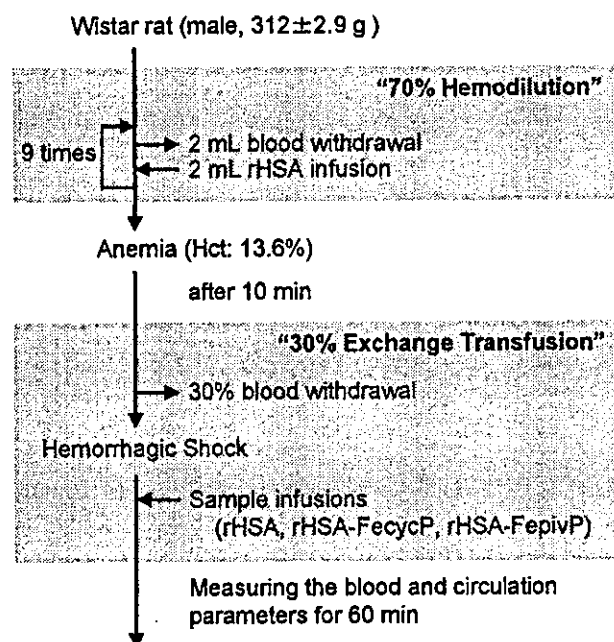 Wistar rat (male, 312±2.9 g )
"70% Hemodilution"
9 times
2 mL blood withdrawal
2 mL rHSA infusion
Anemia (Hct: 13.6%)
after 10 min
"30% Exchange Transfusion"
30% blood withdrawal
Hemorrhagic Shock
Sample infusions
(rHSA, rHSA-FecycP, rHSA-FepivP)
Measuring the blood and circulation
parameters for 60 min